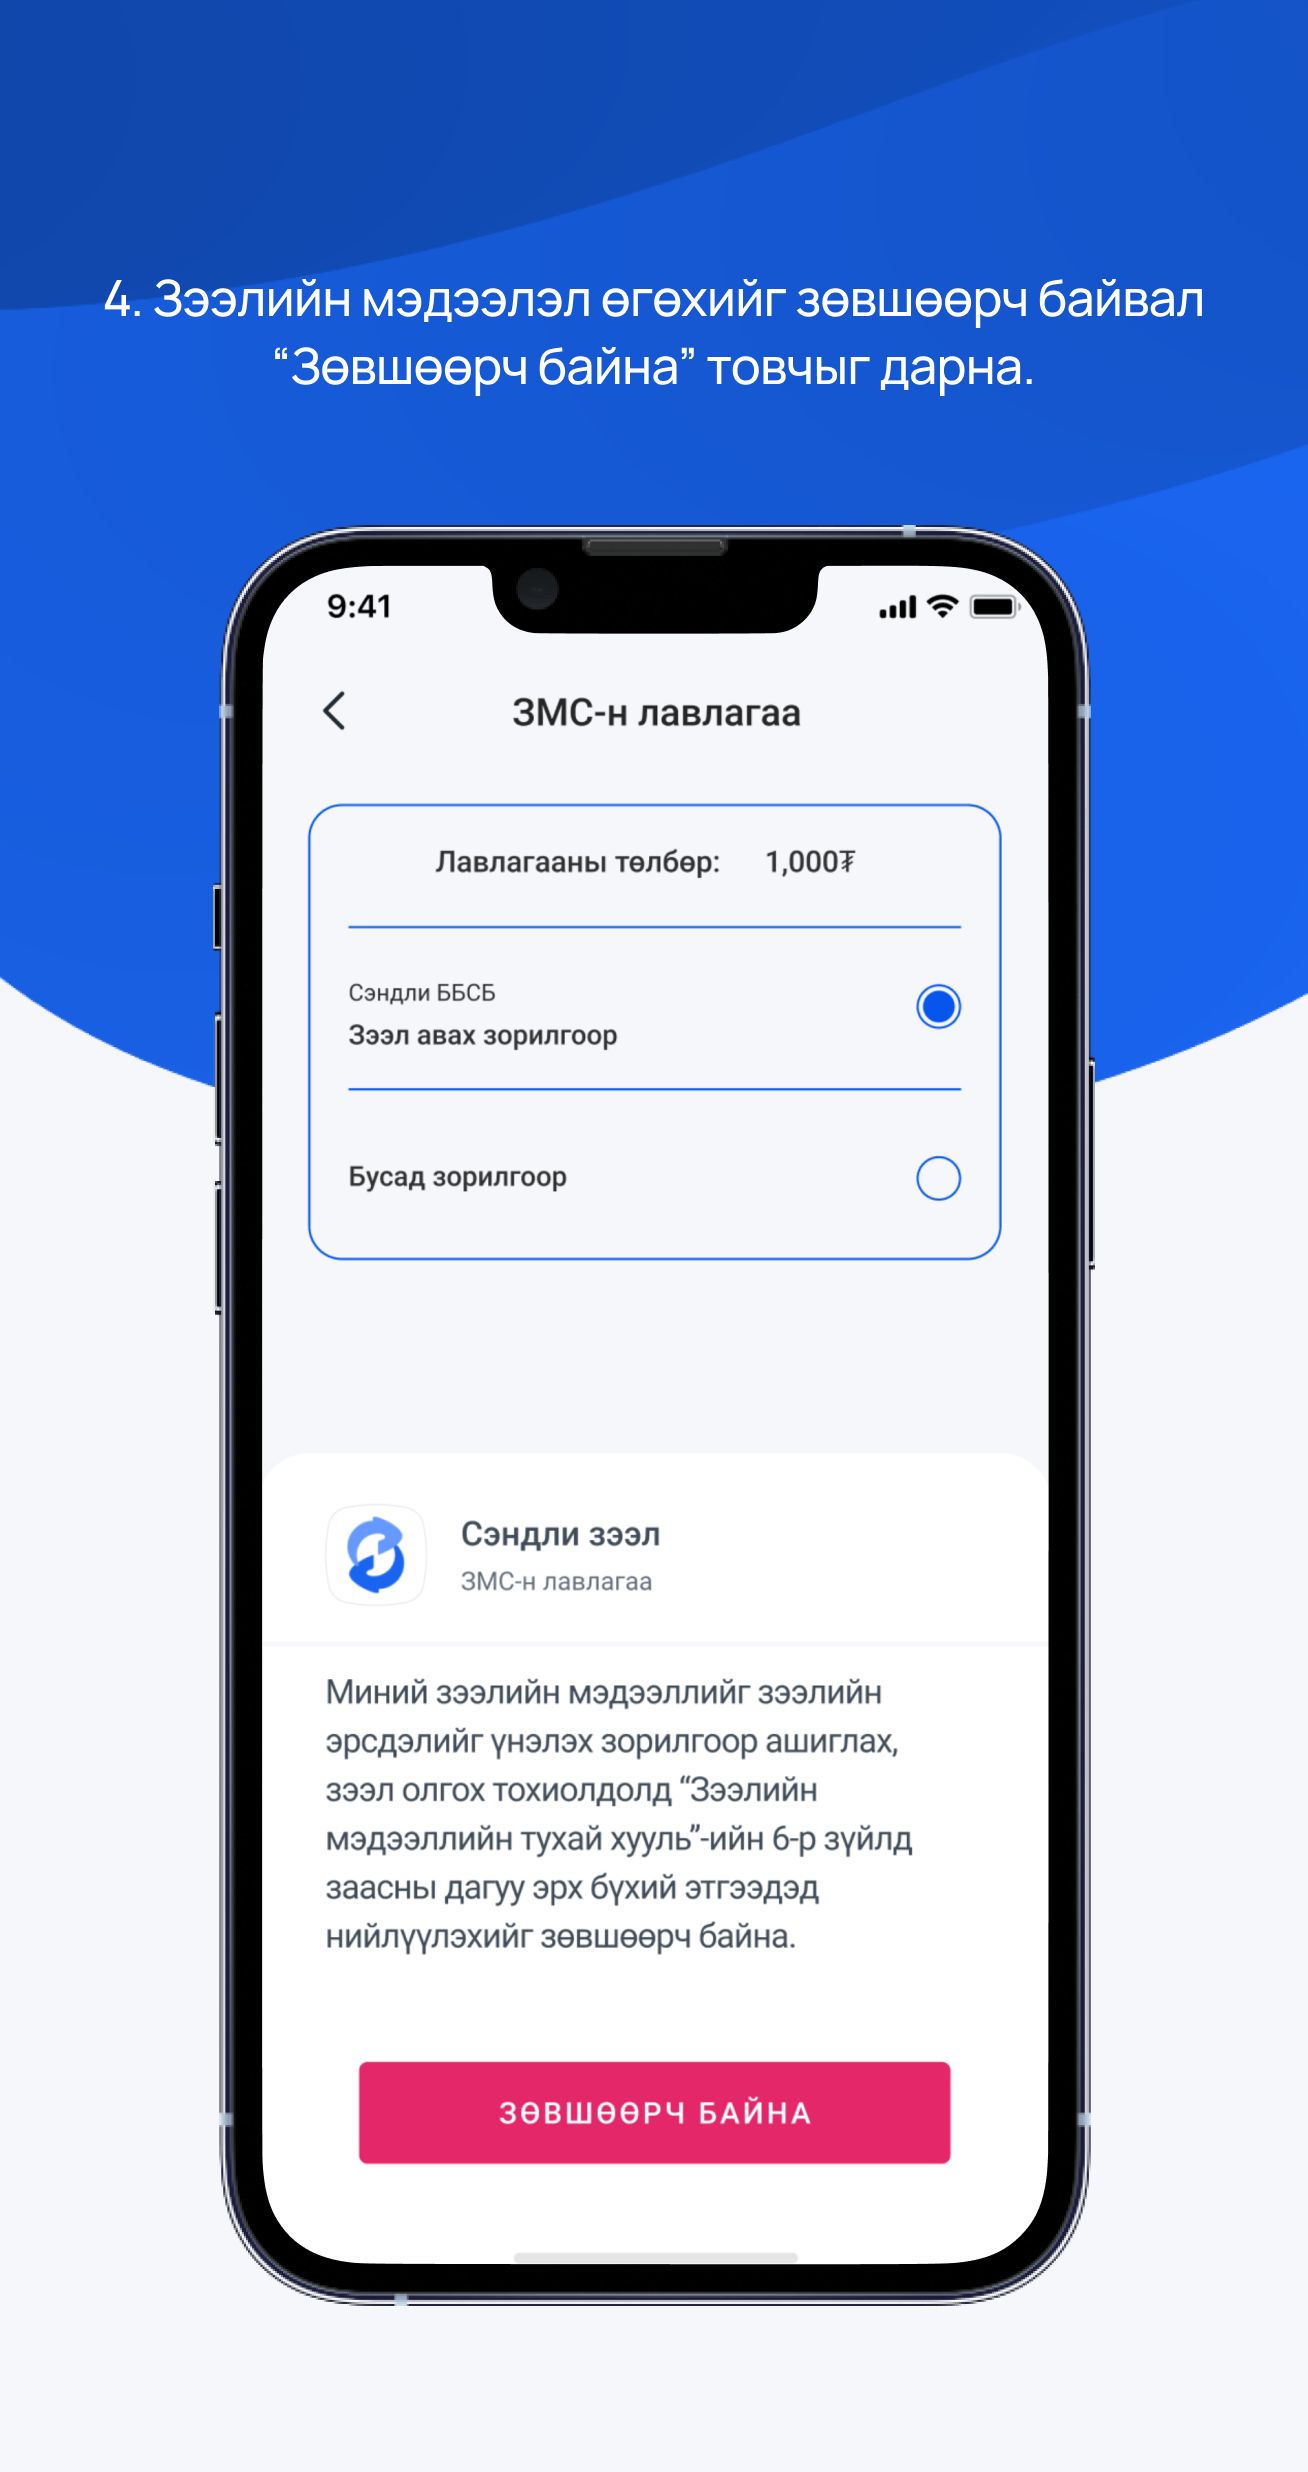 4. Зээлийн мэдээлэл өгөхийг зөвшөөрч байвал
“Зөвшөөрч байна” товчыг дарна.
9:41
ЗМС-н лавлагаа
Лавлагааны төлбөр: 1,000₮
Сэндли ББСБ
Зээл авах зорилгоор
Бусад зорилгоор
Сэндли зээл
ЗМС-н лавлагаа
Миний зээлийн мэдээллийг зээлийн
эрсдэлийг үнэлэх зорилгоор ашиглах,
зээл олгох тохиолдолд “Зээлийн
мэдээллийн тухай хууль”-ийн 6-р зүйлд
заасны дагуу эрх бүхий этгээдэд
нийлүүлэхийг зөвшөөрч байна.
ЗӨВШӨӨРЧ БАЙНА